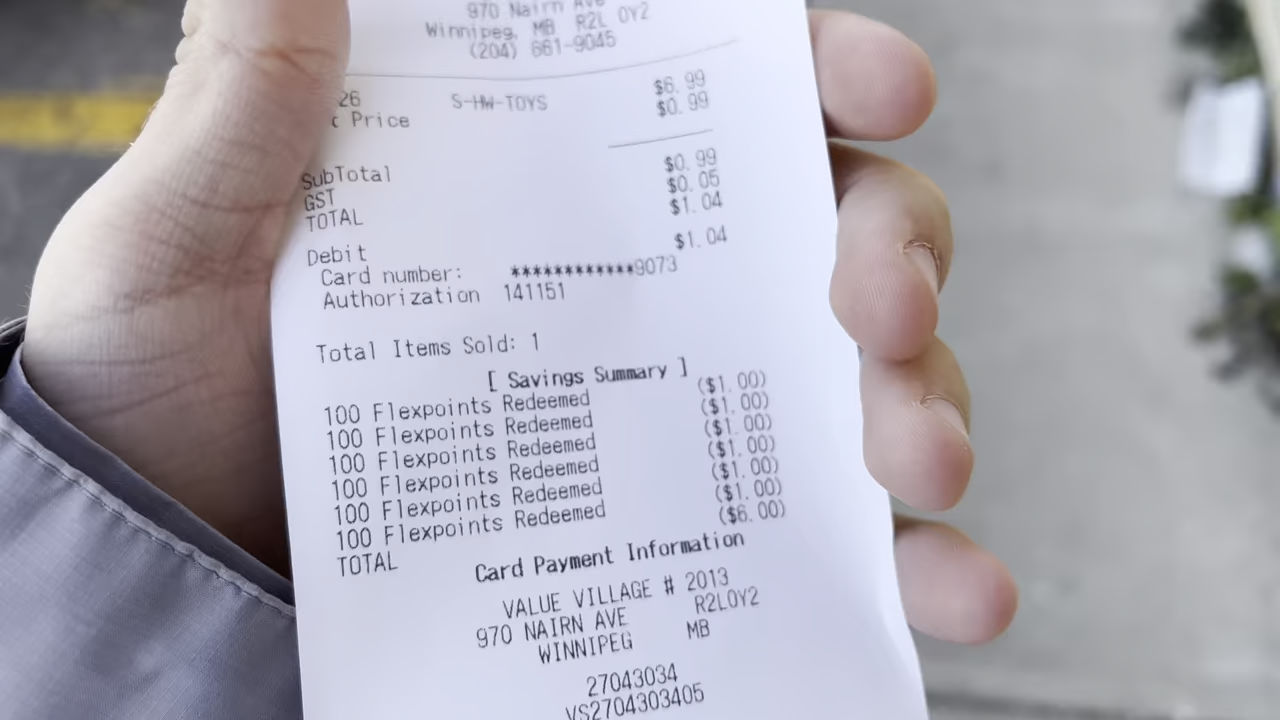 970 Nairn Ave
Winnipeg, MB R2L 0Y2
(204) 661-9045
26 S-HW-TOYS $6.99
Price $0.99
SubTotal $0.99
GST $0.05
TOTAL $1.04
Debit $1.04
Card number: ************9073
Authorization 141151
Total Items Sold: 1
[ Savings Summary ]
100 Flexpoints Redeemed ($1.00)
100 Flexpoints Redeemed ($1.00)
100 Flexpoints Redeemed ($1.00)
100 Flexpoints Redeemed ($1.00)
100 Flexpoints Redeemed ($1.00)
100 Flexpoints Redeemed ($1.00)
TOTAL ($6.00)
Card Payment Information
VALUE VILLAGE # 2013
970 NAIRN AVE R2L0Y2
WINNIPEG MB
27043034
VS2704303405